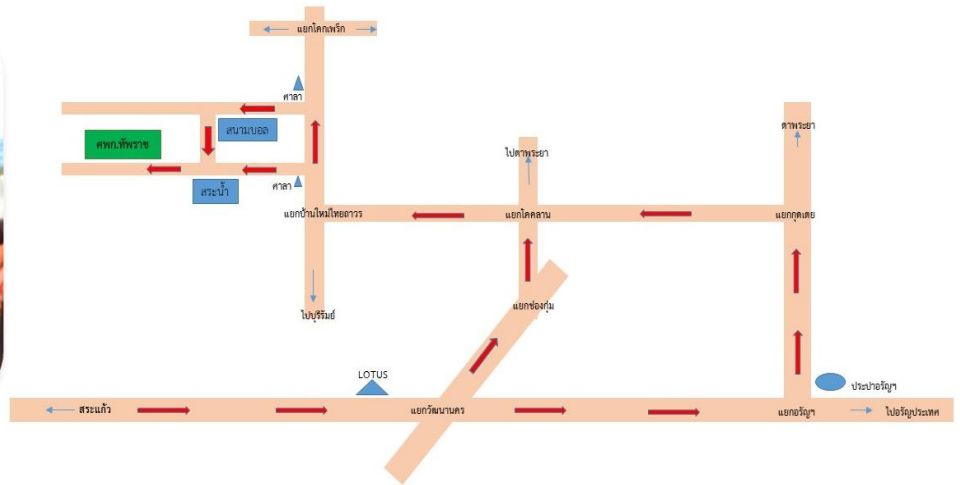 แยกโคกเพร็ก
ศาลา
สนามบอล
ศพก.ทัพราช
สระน้ำ
ศาลา
ตาพระยา
ไปตาพระยา
แยกบ้านใหม่ไทยถาวร
แยกโคคลาน
แยกกุดเตย
ไปบุรีรัมย์
แยกช่องกุ่ม
LOTUS
ประปาอรัญฯ
สระแก้ว
แยกวัฒนานคร
แยกอรัญฯ
ไปอรัญประเทศ